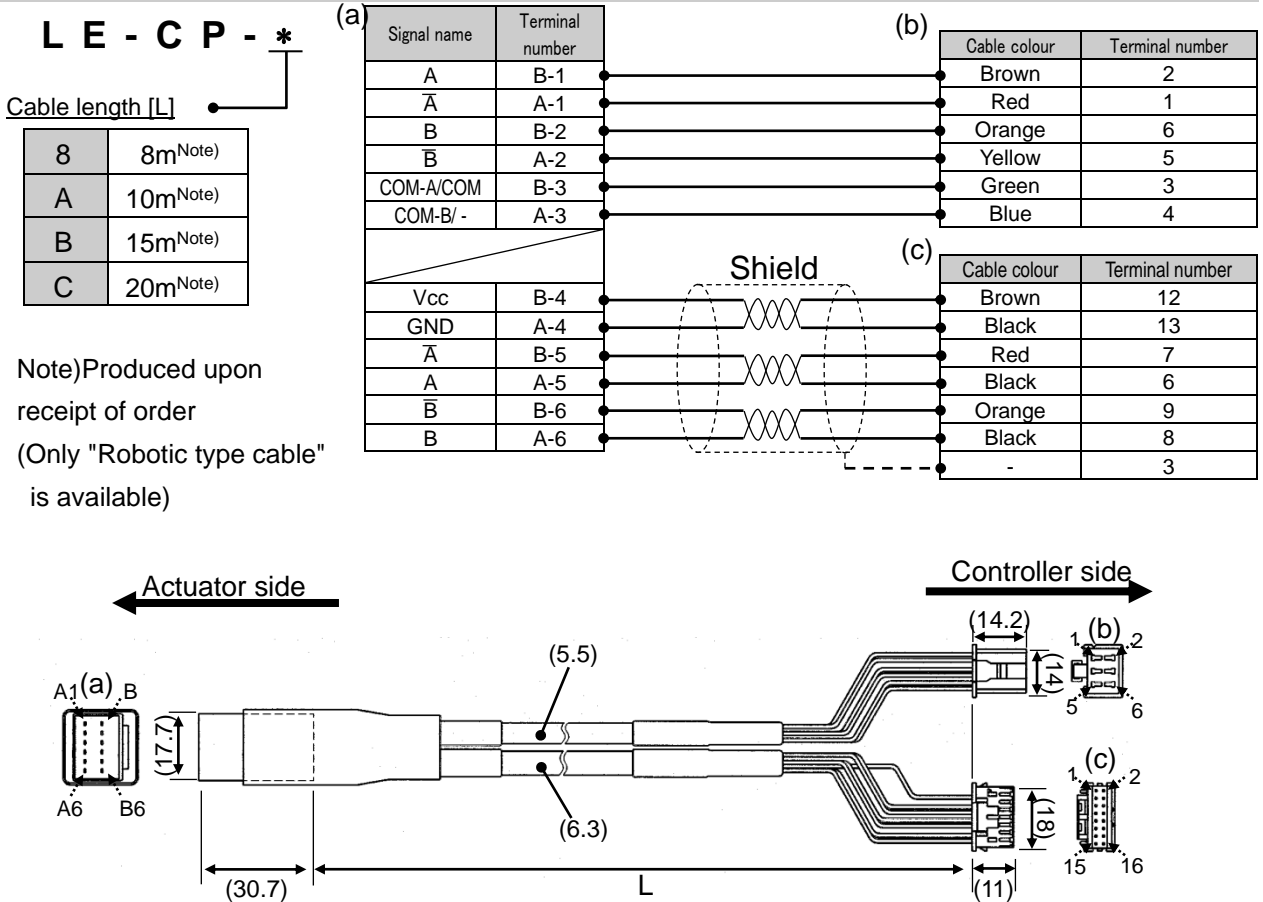 LE-CP-*
Cable length [L]
8 8mNote)
A 10mNote)
B 15mNote)
C 20mNote)
Note)Produced upon
receipt of order
(Only "Robotic type cable"
is available)
(a)
Signal name Terminal number
A B-1
A̅ A-1
B B-2
B̅ A-2
COM-A/COM B-3
COM-B/ - A-3
Vcc B-4
GND A-4
A̅ B-5
A A-5
B̅ B-6
B A-6
Shield
(b)
Cable colour Terminal number
Brown 2
Red 1
Orange 6
Yellow 5
Green 3
Blue 4
(c)
Cable colour Terminal number
Brown 12
Black 13
Red 7
Black 6
Orange 9
Black 8
- 3
Actuator side
Controller side
(a)
A1 B
A6 B6
(17.7)
(30.7)
(5.5)
(6.3)
L
(14.2)
(14)
(b)
1 2
5 6
(18)
(11)
(c)
1 2
15 16